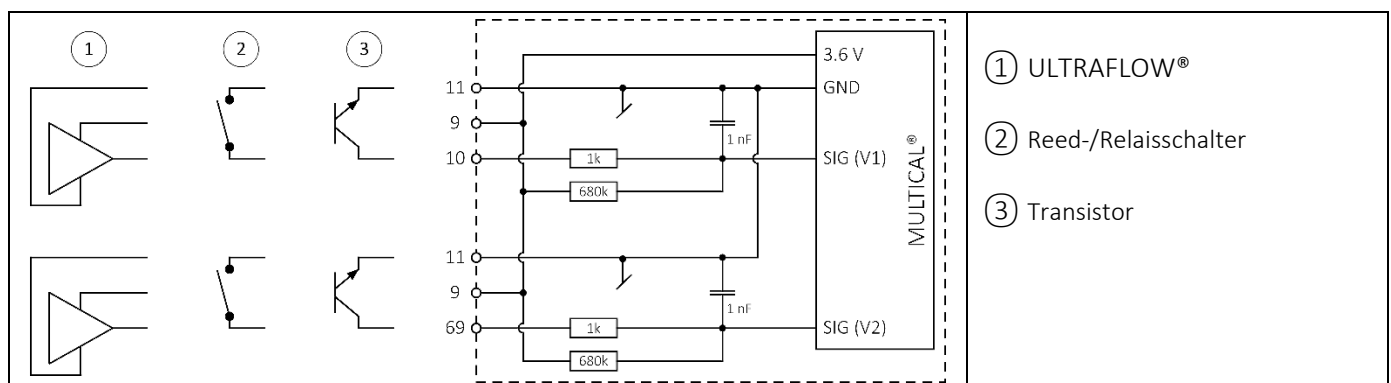 1 2 3
3.6 V
11 GND
9
1 nF
10 1k SIG (V1)
680k
MULTICAL®
11
9
1 nF
69 1k SIG (V2)
680k
1 ULTRAFLOW®
2 Reed-/Relaisschalter
3 Transistor